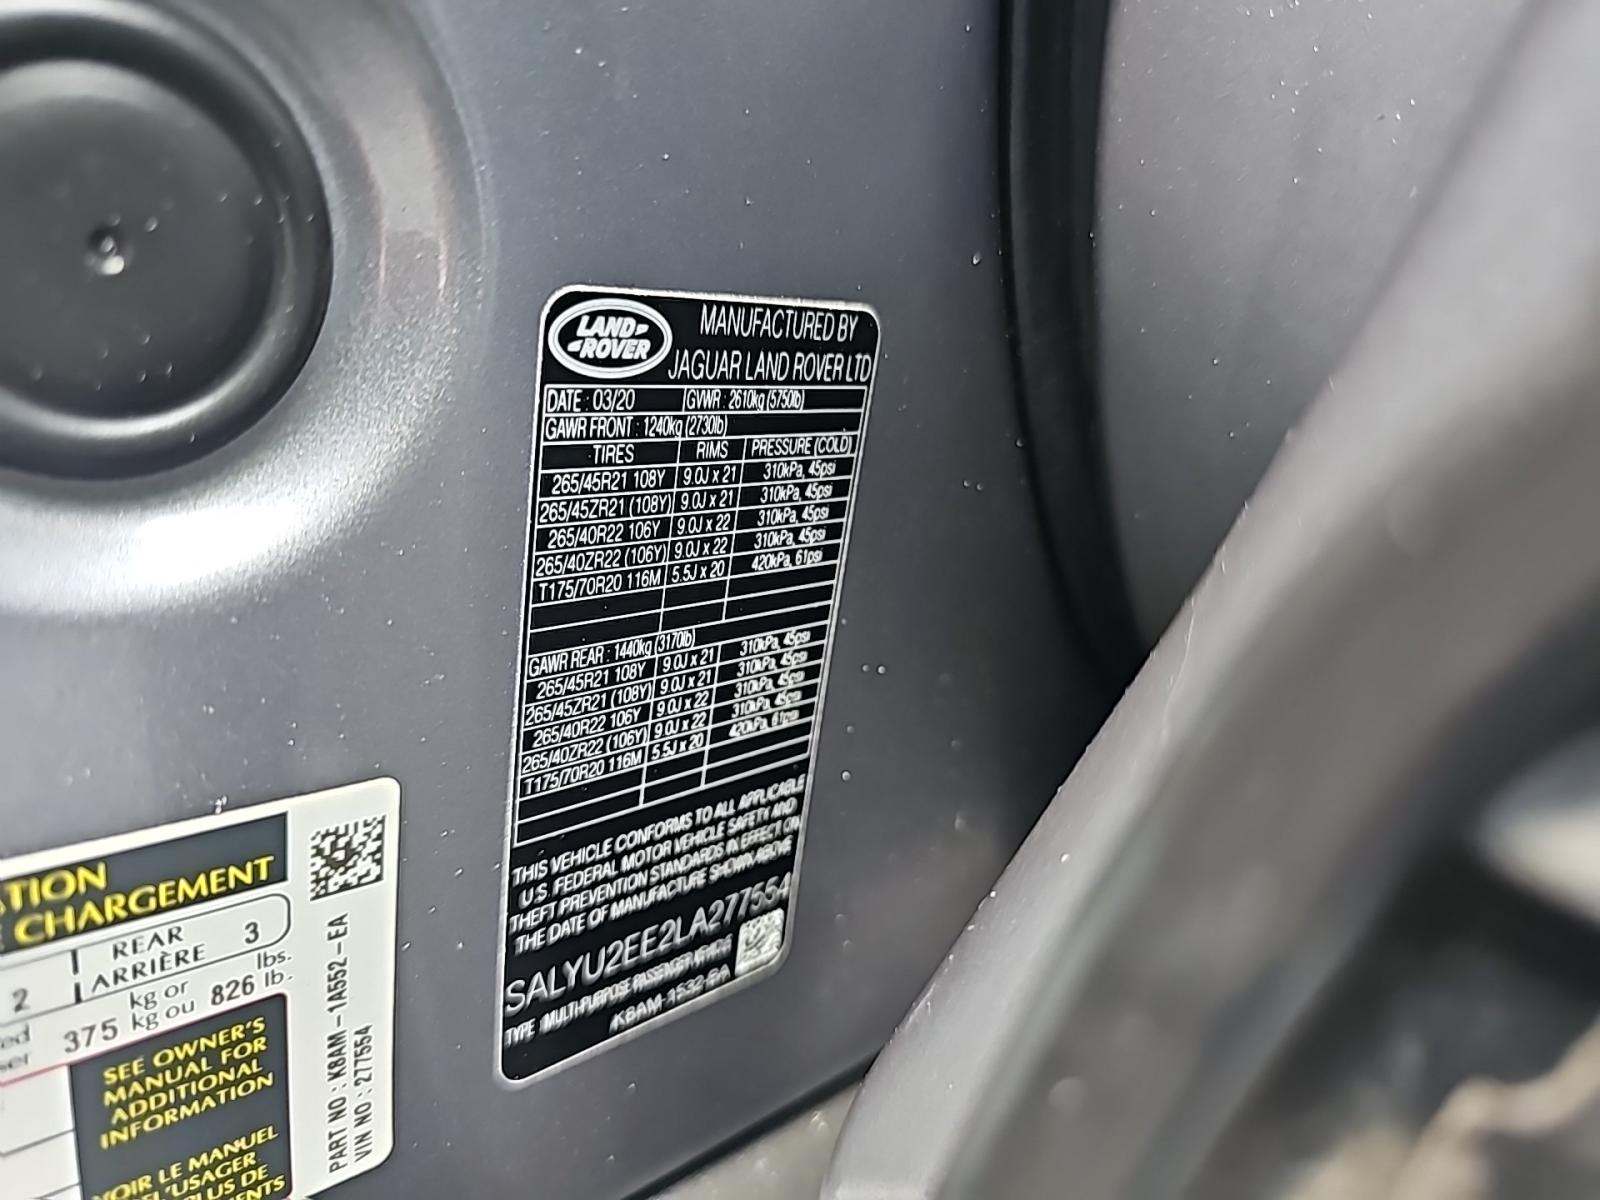 LAND
ROVER
MANUFACTURED BY
JAGUAR LAND ROVER LTD
DATE : 03/20 GVWR : 2610kg (5750lb)
GAWR FRONT : 1240kg (2730lb)
TIRES RIMS PRESSURE (COLD)
265/45R21 108Y 9.0J x 21 310kPa, 45psi
265/45ZR21 (108Y) 9.0J x 21 310kPa, 45psi
265/40R22 106Y 9.0J x 22 310kPa, 45psi
265/40ZR22 (106Y) 9.0J x 22 310kPa, 45psi
T175/70R20 116M 5.5J x 20 420kPa, 61psi
GAWR REAR : 1440kg (3170lb)
265/45R21 108Y 9.0J x 21 310kPa, 45psi
265/45ZR21 (108Y) 9.0J x 21 310kPa, 45psi
265/40R22 106Y 9.0J x 22 310kPa, 45psi
265/40ZR22 (106Y) 9.0J x 22 310kPa, 45psi
T175/70R20 116M 5.5J x 20 420kPa, 61psi
THIS VEHICLE CONFORMS TO ALL APPLICABLE
U.S. FEDERAL MOTOR VEHICLE SAFETY AND
THEFT PREVENTION STANDARDS IN EFFECT ON
THE DATE OF MANUFACTURE SHOWN ABOVE
SALYU2EE2LA277554
TYPE : MULTI-PURPOSE PASSENGER VEHICLE
K8AM-1532-BA
CHARGEMENT
REAR
ARRIÈRE 3
2
375 kg or
kg ou 826 lbs.
lb.
SEE OWNER'S
MANUAL FOR
ADDITIONAL
INFORMATION
VOIR LE MANUEL
DE L'USAGER
PLUS DE
PART NO : K8AM-1A552-EA
VIN NO : 277554